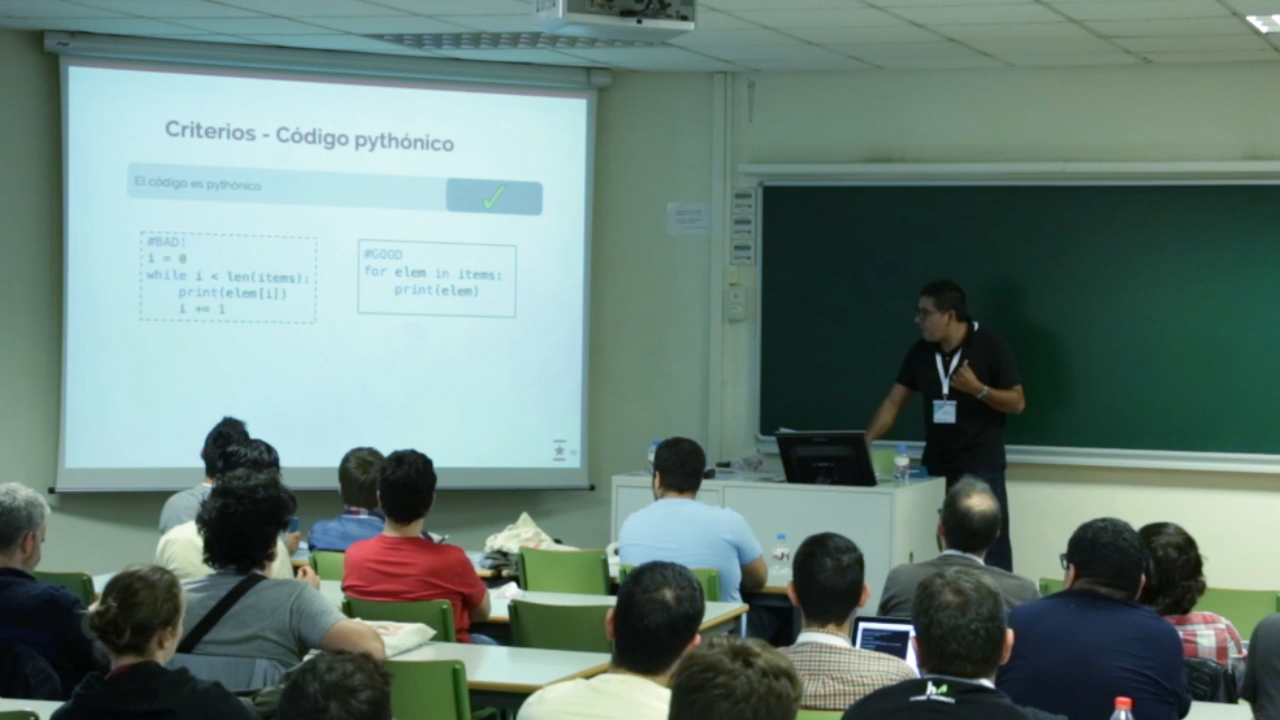 Criterios - Código pythónico
El código es pythónico
#BAD!
i = 0
while i < len(items):
    print(elem[i])
    i += 1
#GOOD
for elem in items:
    print(elem)